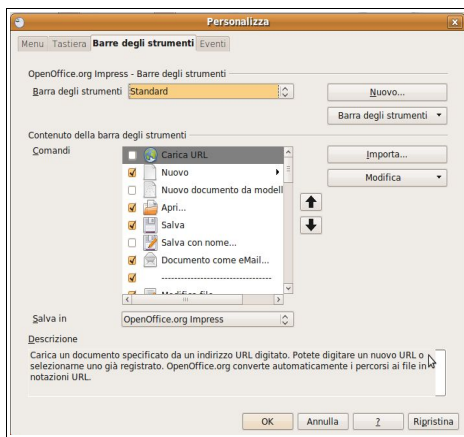 Personalizza
Menu Tastiera Barre degli strumenti Eventi
OpenOffice.org Impress - Barre degli strumenti
Barra degli strumenti Standard
Nuovo...
Barra degli strumenti
Contenuto della barra degli strumenti
Comandi
Carica URL
Nuovo
Nuovo documento da modell
Apri...
Salva
Salva con nome...
Documento come eMail...
----------------------------------
Modifica file
Importa...
Modifica
Salva in OpenOffice.org Impress
Descrizione
Carica un documento specificato da un indirizzo URL digitato. Potete digitare un nuovo URL o
selezionarne uno già registrato. OpenOffice.org converte automaticamente i percorsi ai file in
notazioni URL.
OK Annulla ? Ripristina